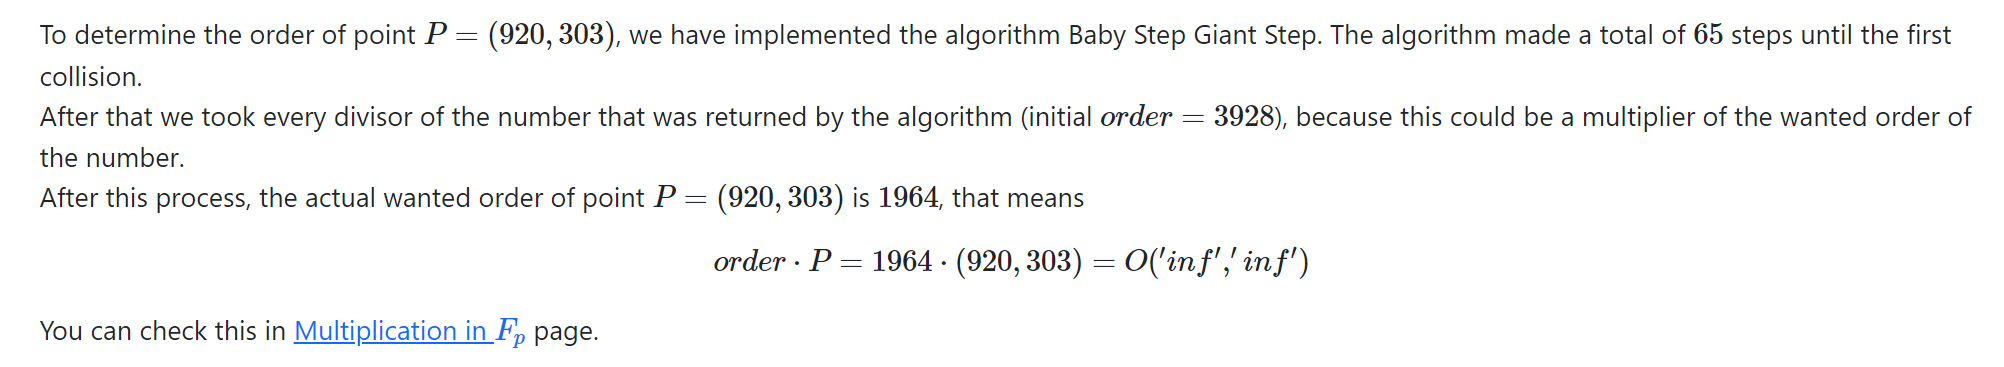 To determine the order of point P = (920, 303), we have implemented the algorithm Baby Step Giant Step. The algorithm made a total of 65 steps until the first
collision.
After that we took every divisor of the number that was returned by the algorithm (initial order = 3928), because this could be a multiplier of the wanted order of
the number.
After this process, the actual wanted order of point P = (920, 303) is 1964, that means
order · P = 1964 · (920, 303) = O('inf',' inf')
You can check this in Multiplication in F_p page.